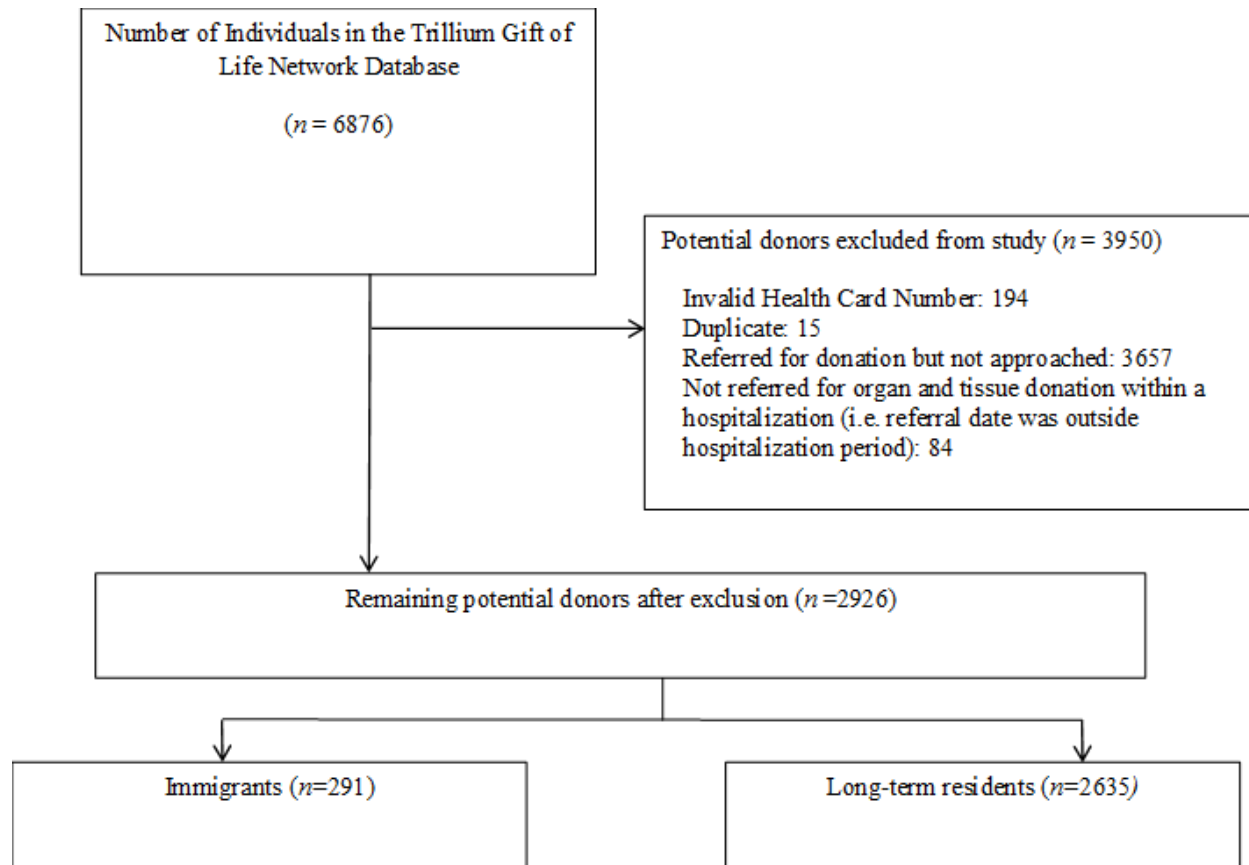 Number of Individuals in the Trillium Gift of
Life Network Database
(n = 6876)
Potential donors excluded from study (n = 3950)
Invalid Health Card Number: 194
Duplicate: 15
Referred for donation but not approached: 3657
Not referred for organ and tissue donation within a
hospitalization (i.e. referral date was outside
hospitalization period): 84
Remaining potential donors after exclusion (n =2926)
Immigrants (n=291)
Long-term residents (n=2635)